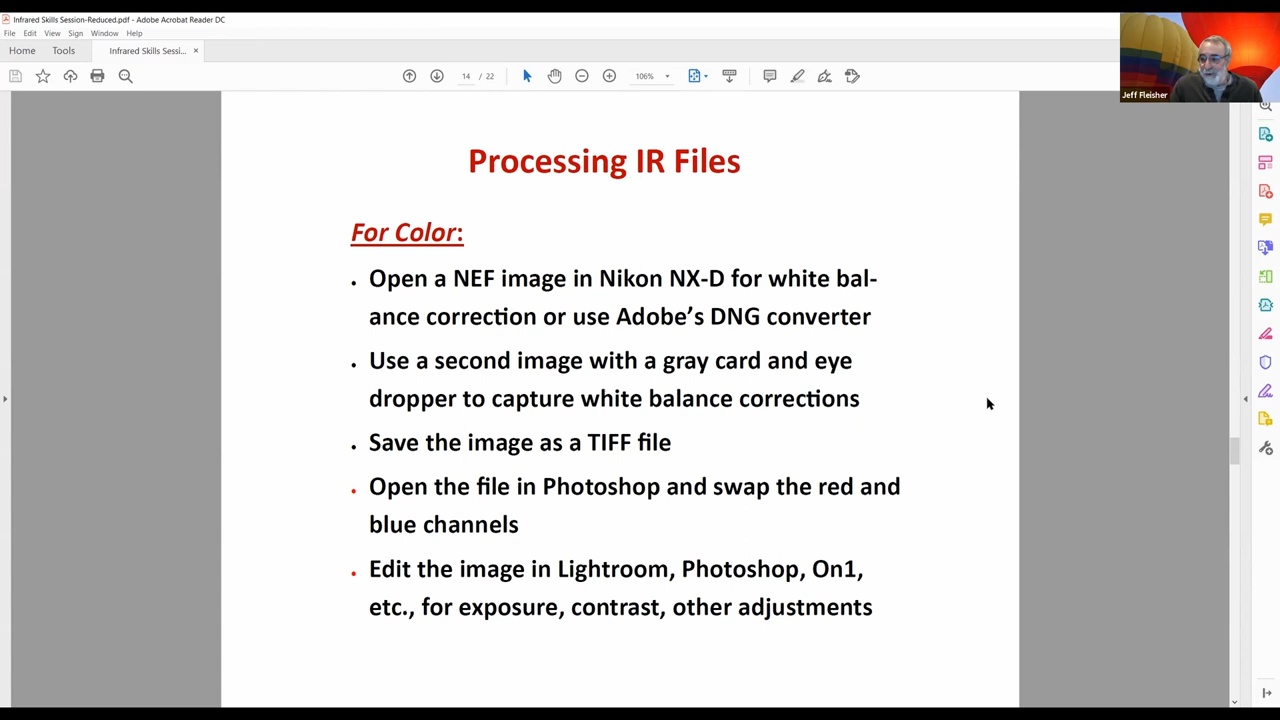 Infrared Skills Session-Reduced.pdf - Adobe Acrobat Reader DC
File Edit View Sign Window Help
Home Tools Infrared Skills Sessi... ×
14 / 22 106%
Jeff Fleisher
Processing IR Files
For Color:
• Open a NEF image in Nikon NX-D for white bal-
ance correction or use Adobe’s DNG converter
• Use a second image with a gray card and eye
dropper to capture white balance corrections
• Save the image as a TIFF file
• Open the file in Photoshop and swap the red and
blue channels
• Edit the image in Lightroom, Photoshop, On1,
etc., for exposure, contrast, other adjustments